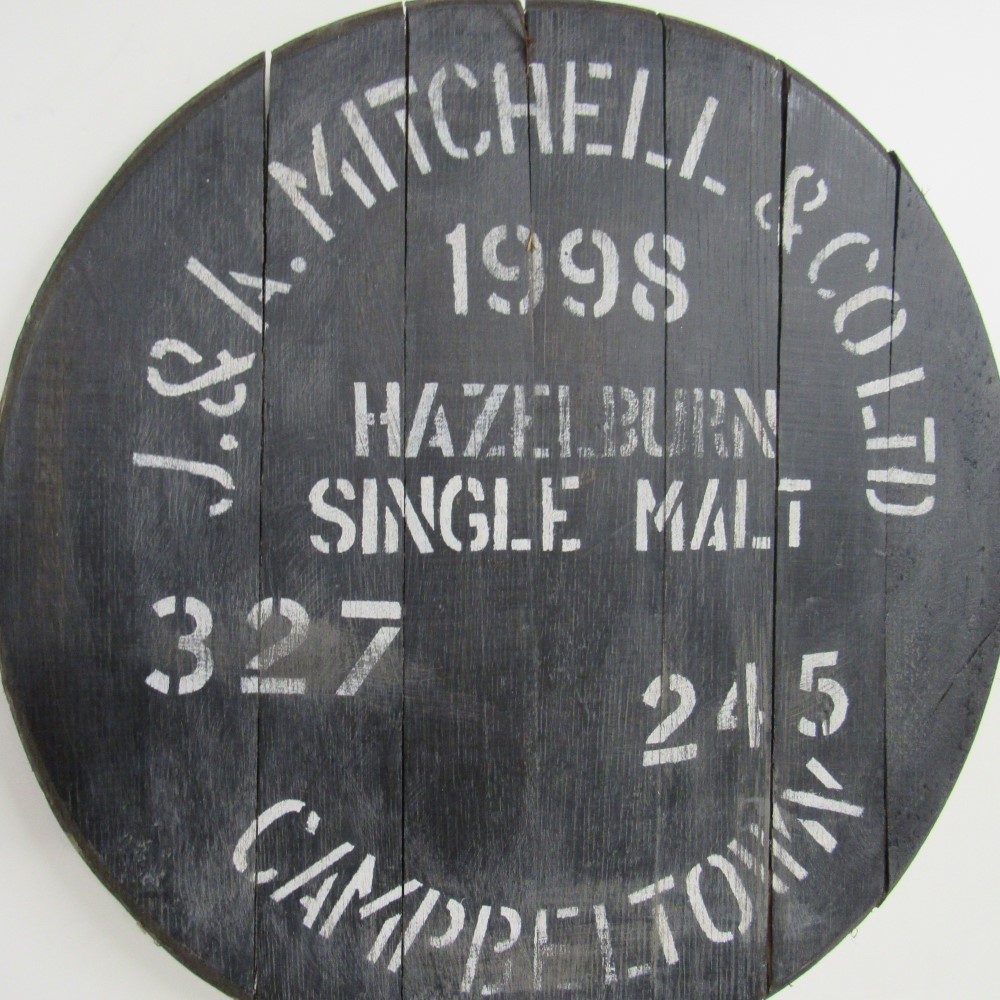 J. & A. MITCHELL & CO LTD
1998
HAZELBURN
SINGLE MALT
327
245
CAMPBELTOWN